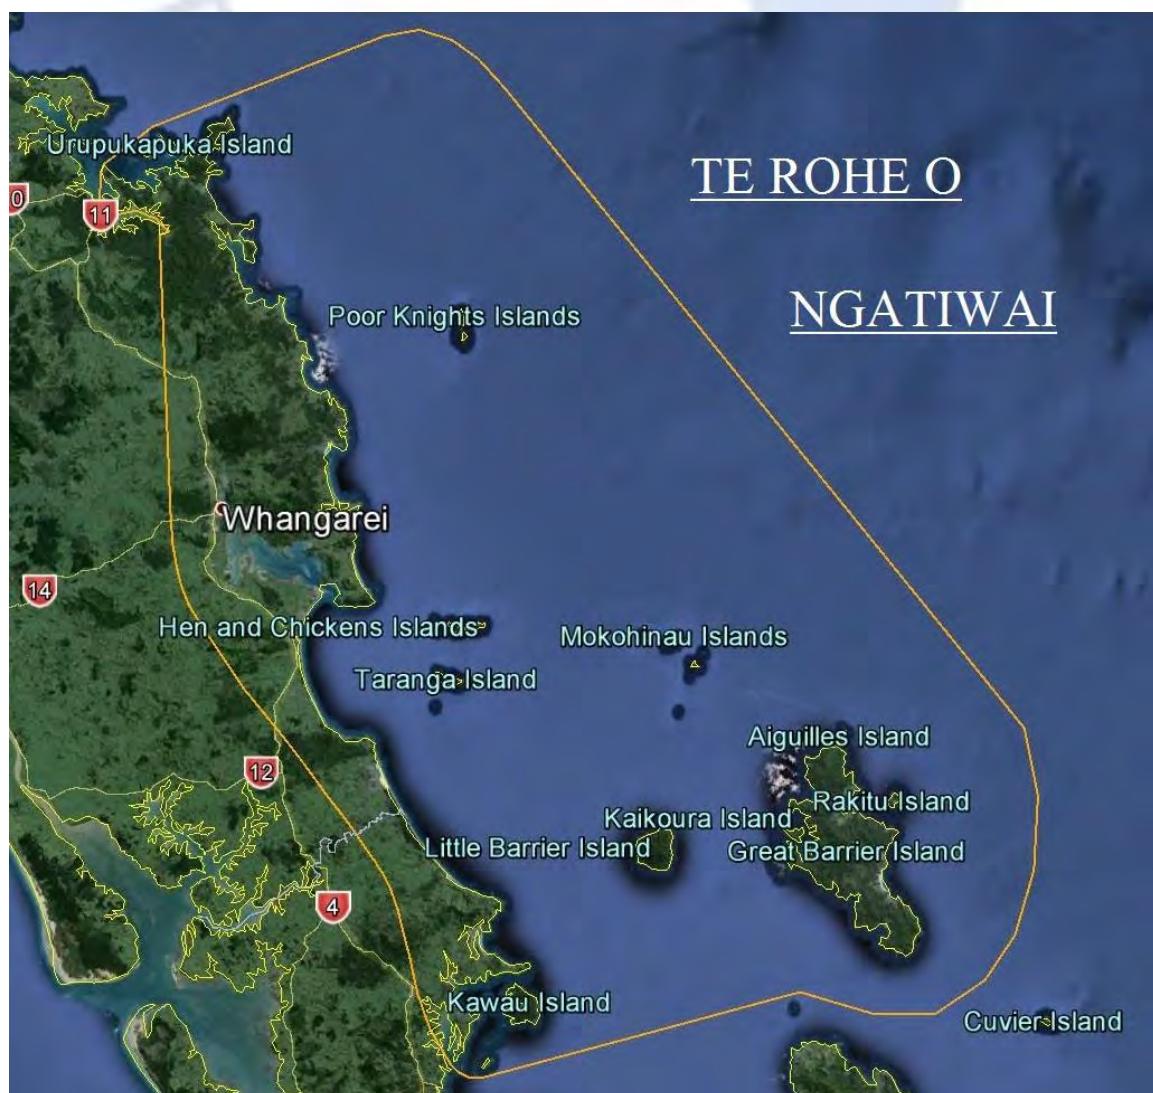 Urupukapuka Island
TE ROHE O
0
11
NGATIWAI
Poor Knights Islands
Whangarei
14
Hen and Chickens Islands
Mokohinau Islands
Taranga Island
Aiguilles Island
12
Rakitu Island
Kaikoura Island
Little Barrier Island
Great Barrier Island
4
Kawau Island
Cuvier Island